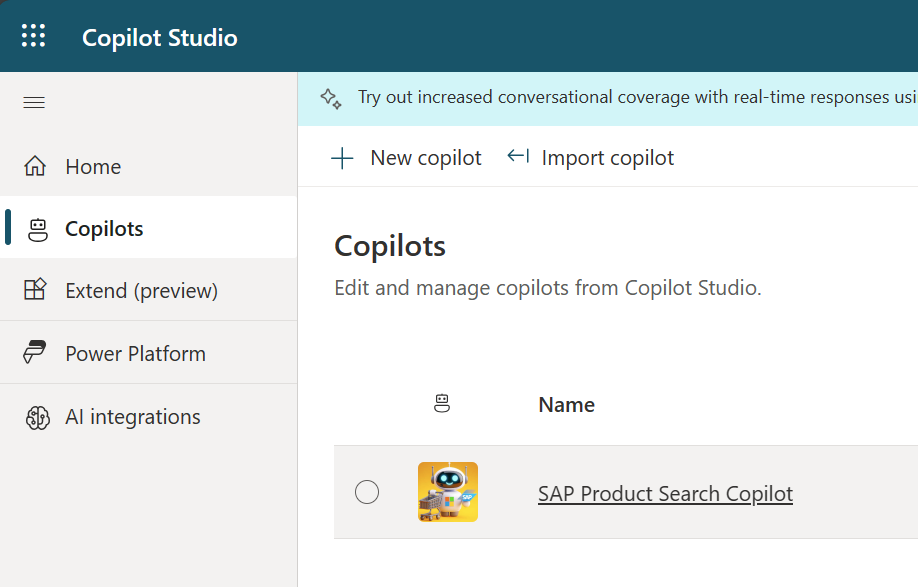 Copilot Studio
Try out increased conversational coverage with real-time responses usi
New copilot
Import copilot
Home
Copilots
Extend (preview)
Power Platform
AI integrations
Copilots
Edit and manage copilots from Copilot Studio.
Name
SAP
SAP Product Search Copilot